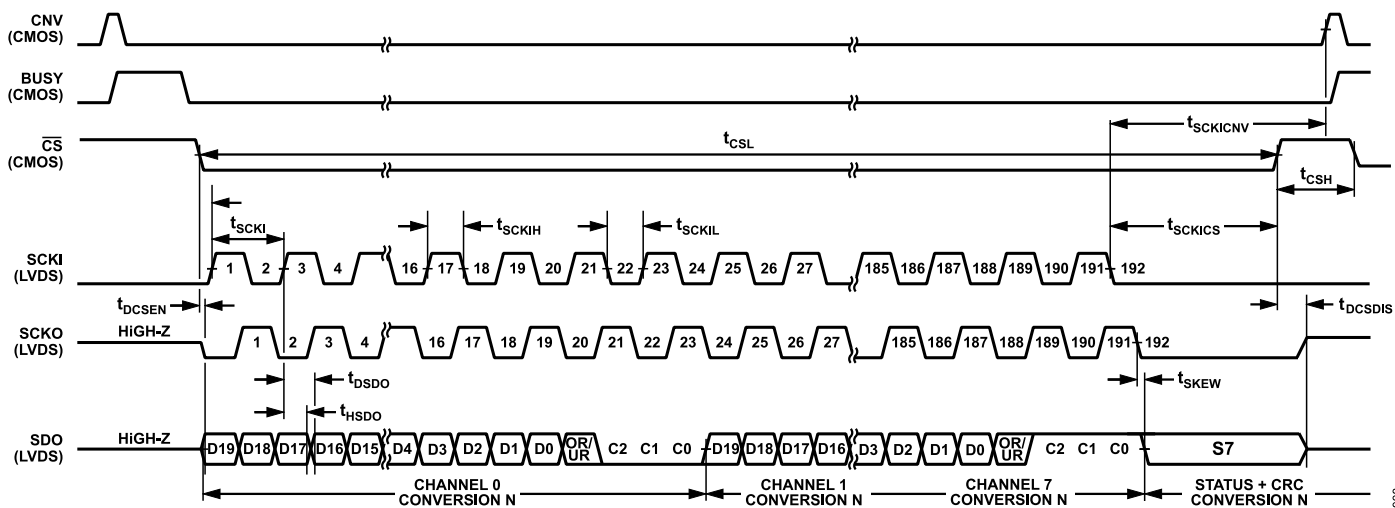 CNV
(CMOS)
BUSY
(CMOS)
CS
(CMOS)
tSCKICNV
tCSL
tCSH
tSCKI
tSCKIH
tSCKIL
tSCKICS
SCKI
(LVDS)
1 2 3 4 16 17 18 19 20 21 22 23 24 25 26 27 185 186 187 188 189 190 191 192
tDCSEN
tDCSDIS
SCKO
(LVDS)
HiGH-Z
1 2 3 4 16 17 18 19 20 21 22 23 24 25 26 27 185 186 187 188 189 190 191 192
tDSDO
tSKEW
tHSDO
SDO
(LVDS)
HiGH-Z
D19 D18 D17 D16 D15 D4 D3 D2 D1 D0 OR/UR C2 C1 C0 D19 D18 D17 D16 D3 D2 D1 D0 OR/UR C2 C1 C0 S7
CHANNEL 0
CONVERSION N
CHANNEL 1
CONVERSION N
CHANNEL 7
CONVERSION N
STATUS + CRC
CONVERSION N